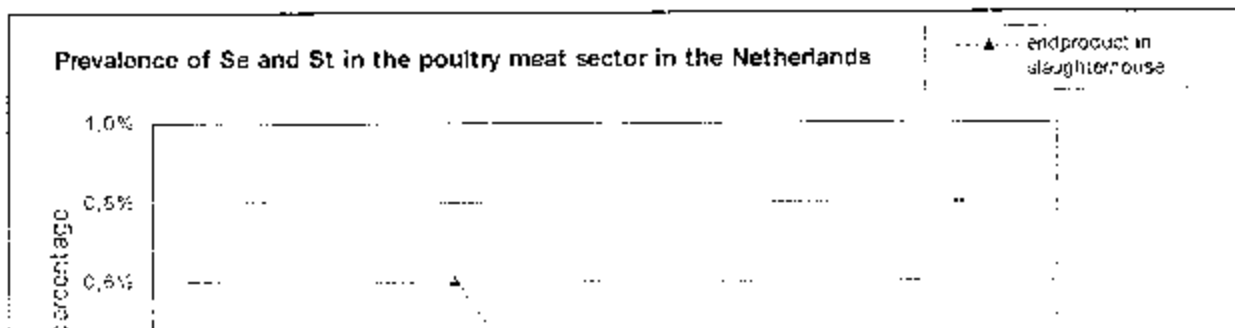 Prevalence of Se and St in the poultry meat sector in the Netherlands
endproduct in
slaughterhouse
1,0%
0,8%
0,6%
percentage